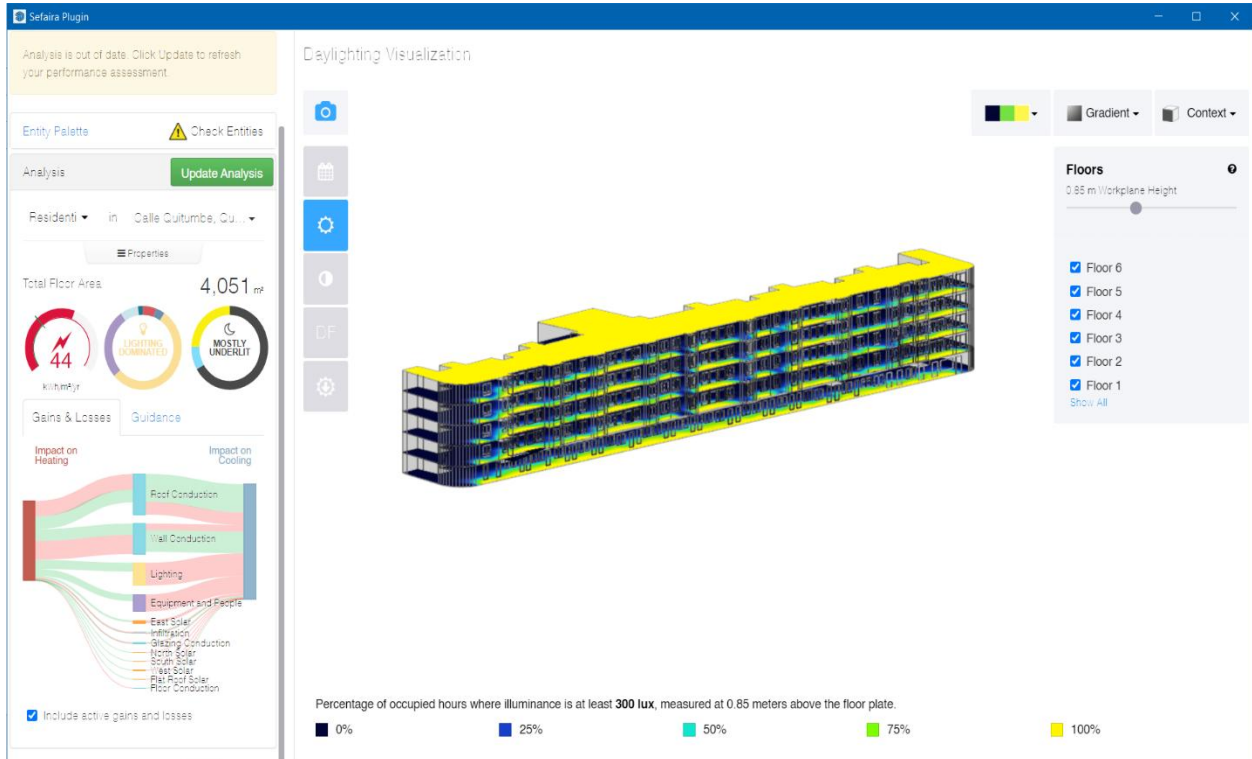 Sefaira Plugin
Analysis is out of date. Click Update to refresh
your performance assessment.
Entity Palette
Check Entities
Analysis
Update Analysis
Residenti
in
Calle Quitumbe, Qu...
Properties
Total Floor Area
4,051 m²
44
kWh/m²/yr
LIGHTING
DOMINATED
MOSTLY
UNDERLIT
Gains & Losses
Guidance
Impact on
Heating
Impact on
Cooling
Roof Conduction
Wall Conduction
Lighting
Equipment and People
East Solar
Infiltration
Glazing Conduction
North Solar
South Solar
West Solar
Flat Roof Solar
Floor Conduction
Include active gains and losses
Daylighting Visualization
DF
Gradient
Context
Floors
0.85 m Workplane Height
Floor 6
Floor 5
Floor 4
Floor 3
Floor 2
Floor 1
Show All
Percentage of occupied hours where illuminance is at least 300 lux, measured at 0.85 meters above the floor plate.
0%
25%
50%
75%
100%